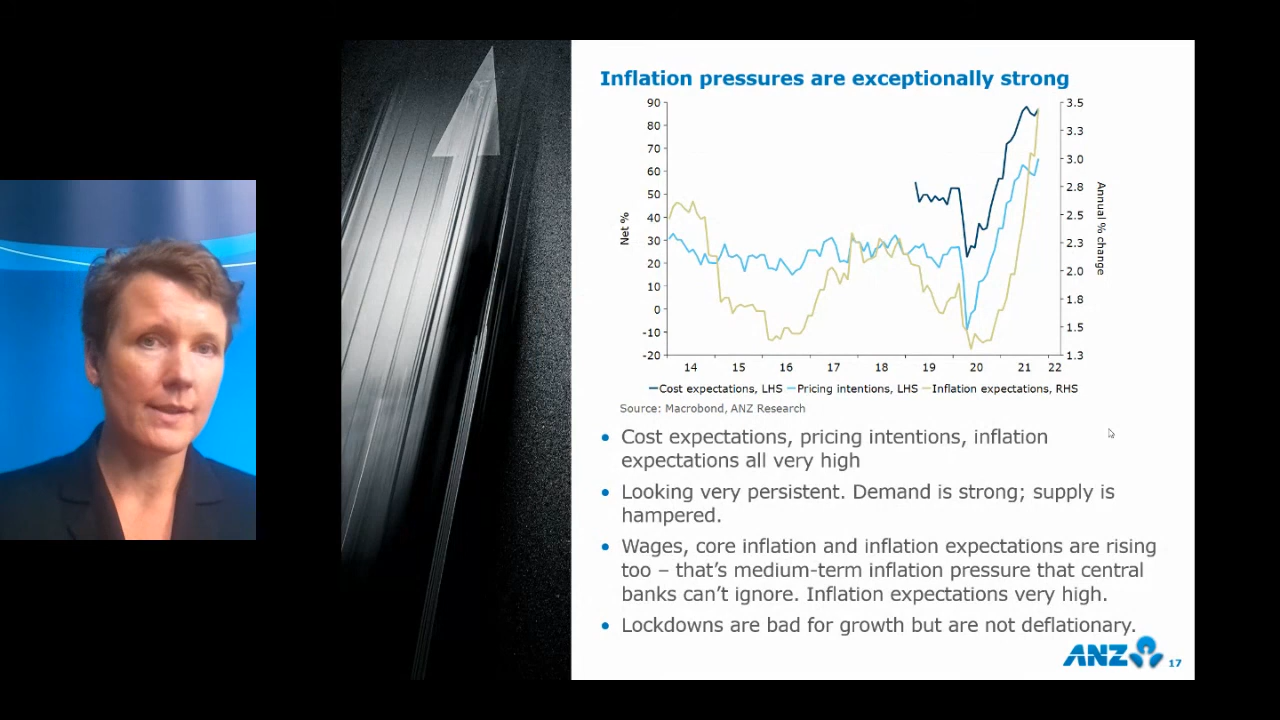 Inflation pressures are exceptionally strong
90
80
70
60
50
40
30
20
10
0
-10
-20
Net %
3.5
3.3
3.0
2.8
2.5
2.3
2.0
1.8
1.5
1.3
Annual % change
14 15 16 17 18 19 20 21 22
Cost expectations, LHS Pricing intentions, LHS Inflation expectations, RHS
Source: Macrobond, ANZ Research
• Cost expectations, pricing intentions, inflation
expectations all very high
• Looking very persistent. Demand is strong; supply is
hampered.
• Wages, core inflation and inflation expectations are rising
too – that’s medium-term inflation pressure that central
banks can’t ignore. Inflation expectations very high.
• Lockdowns are bad for growth but are not deflationary.
ANZ 17